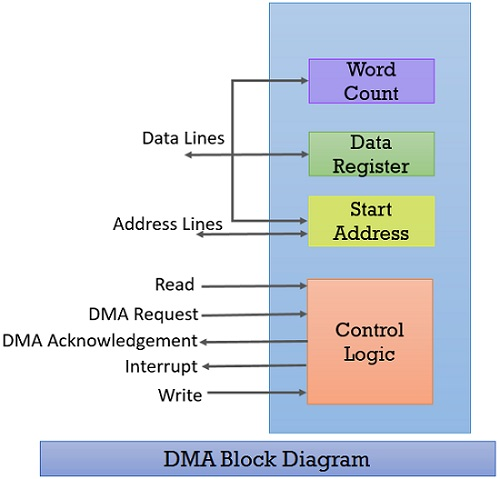 Word
Count
Data Lines
Data
Register
Start
Address
Address Lines
Read
DMA Request
DMA Acknowledgement
Control
Logic
Interrupt
Write
DMA Block Diagram